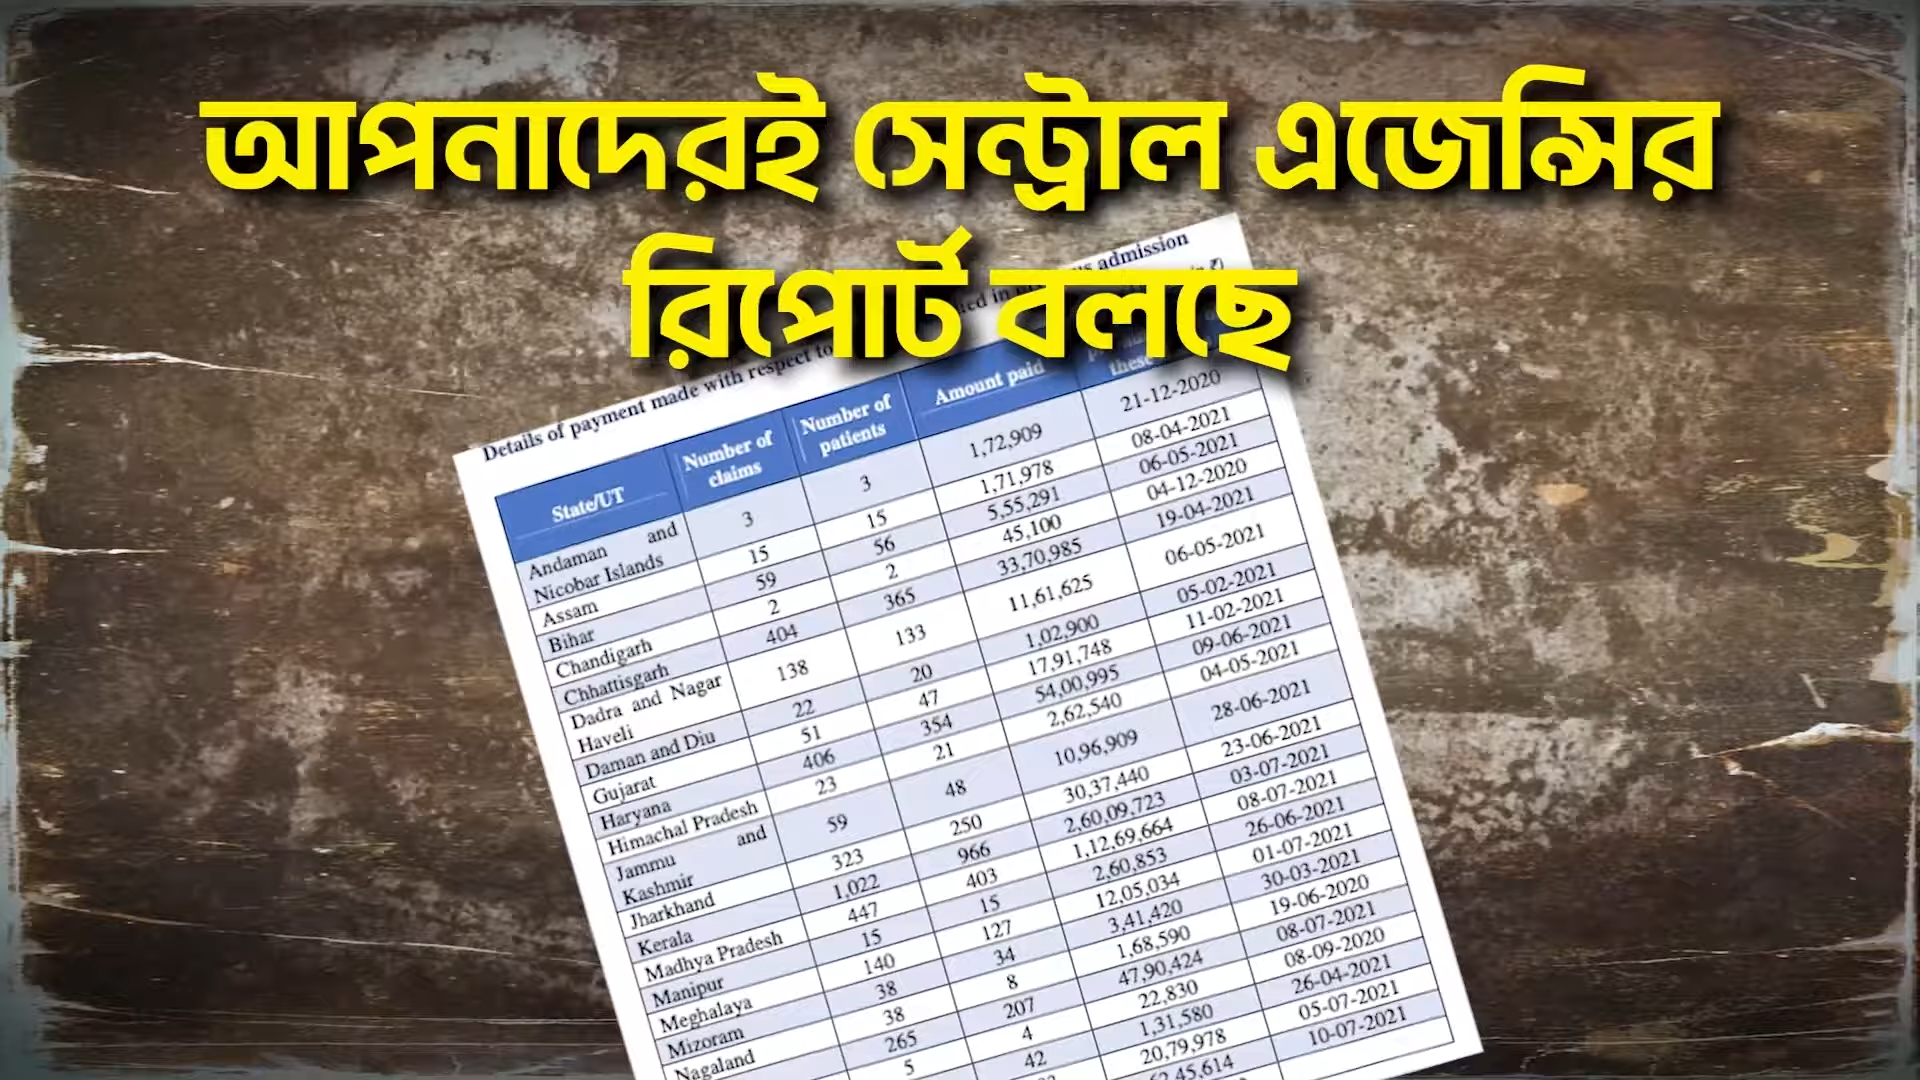 আপনাদেরই সেন্ট্রাল এজেন্সির
রিপোর্ট বলছে
admission
Details of payment made with respect to
State/UT Number of claims Number of patients Amount paid
Andaman and Nicobar Islands 3 3 1,72,909 21-12-2020
Assam 15 15 1,71,978 08-04-2021
Bihar 59 56 5,55,291 06-05-2021
Chandigarh 2 2 45,100 04-12-2020
Chhattisgarh 404 365 33,70,985 19-04-2021
Dadra and Nagar Haveli 138 133 11,61,625 06-05-2021
Daman and Diu 22 20 1,02,900 05-02-2021
Gujarat 51 47 17,91,748 11-02-2021
Haryana 406 354 54,00,995 09-06-2021
Himachal Pradesh 23 21 2,62,540 04-05-2021
Jammu and Kashmir 59 48 10,96,909 28-06-2021
Jharkhand 323 250 30,37,440 23-06-2021
Kerala 1,022 966 2,60,09,723 03-07-2021
Madhya Pradesh 447 403 1,12,69,664 08-07-2021
Manipur 15 15 2,60,853 26-06-2021
Meghalaya 140 127 12,05,034 01-07-2021
Mizoram 38 34 3,41,420 30-03-2021
Nagaland 38 8 1,68,590 19-06-2020
265 207 47,90,424 08-07-2021
5 4 22,830 08-09-2020
42 1,31,580 26-04-2021
20,79,978 05-07-2021
45,614 10-07-2021